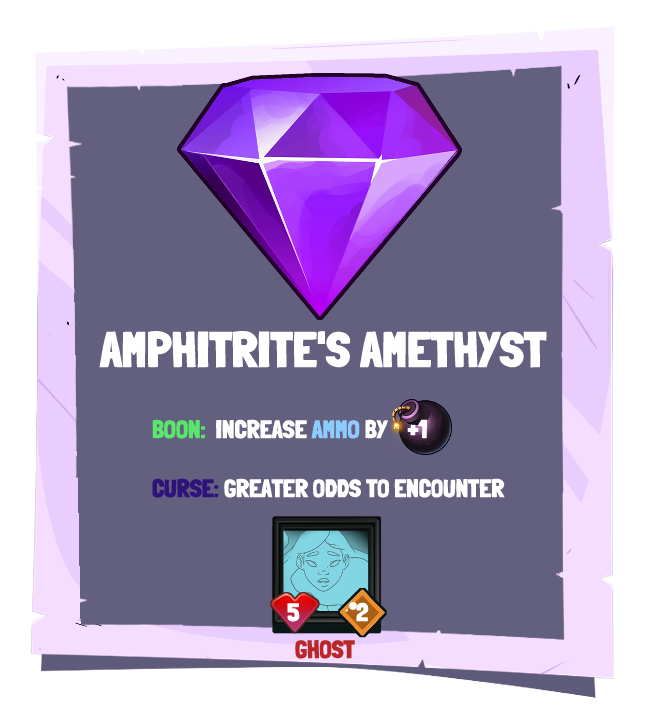 AMPHITRITE'S AMETHYST
BOON: INCREASE AMMO BY +1
CURSE: GREATER ODDS TO ENCOUNTER
5 2
GHOST